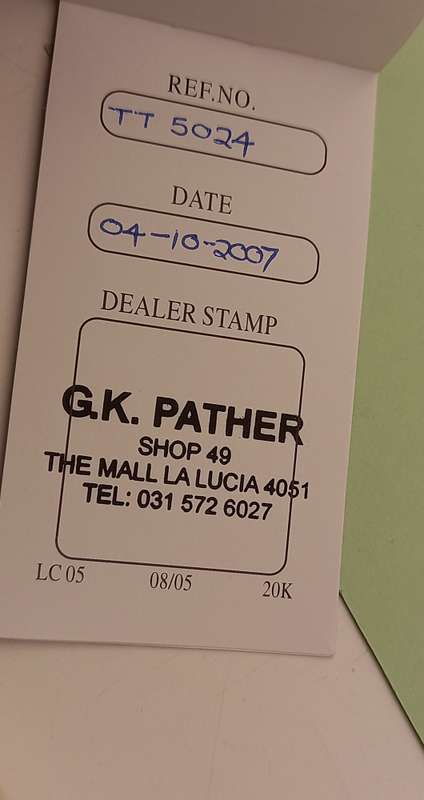 REF.NO.
TT 5024
DATE
04-10-2007
DEALER STAMP
G.K. PATHER
SHOP 49
THE MALL LA LUCIA 4051
TEL: 031 572 6027
LC 05 08/05 20K